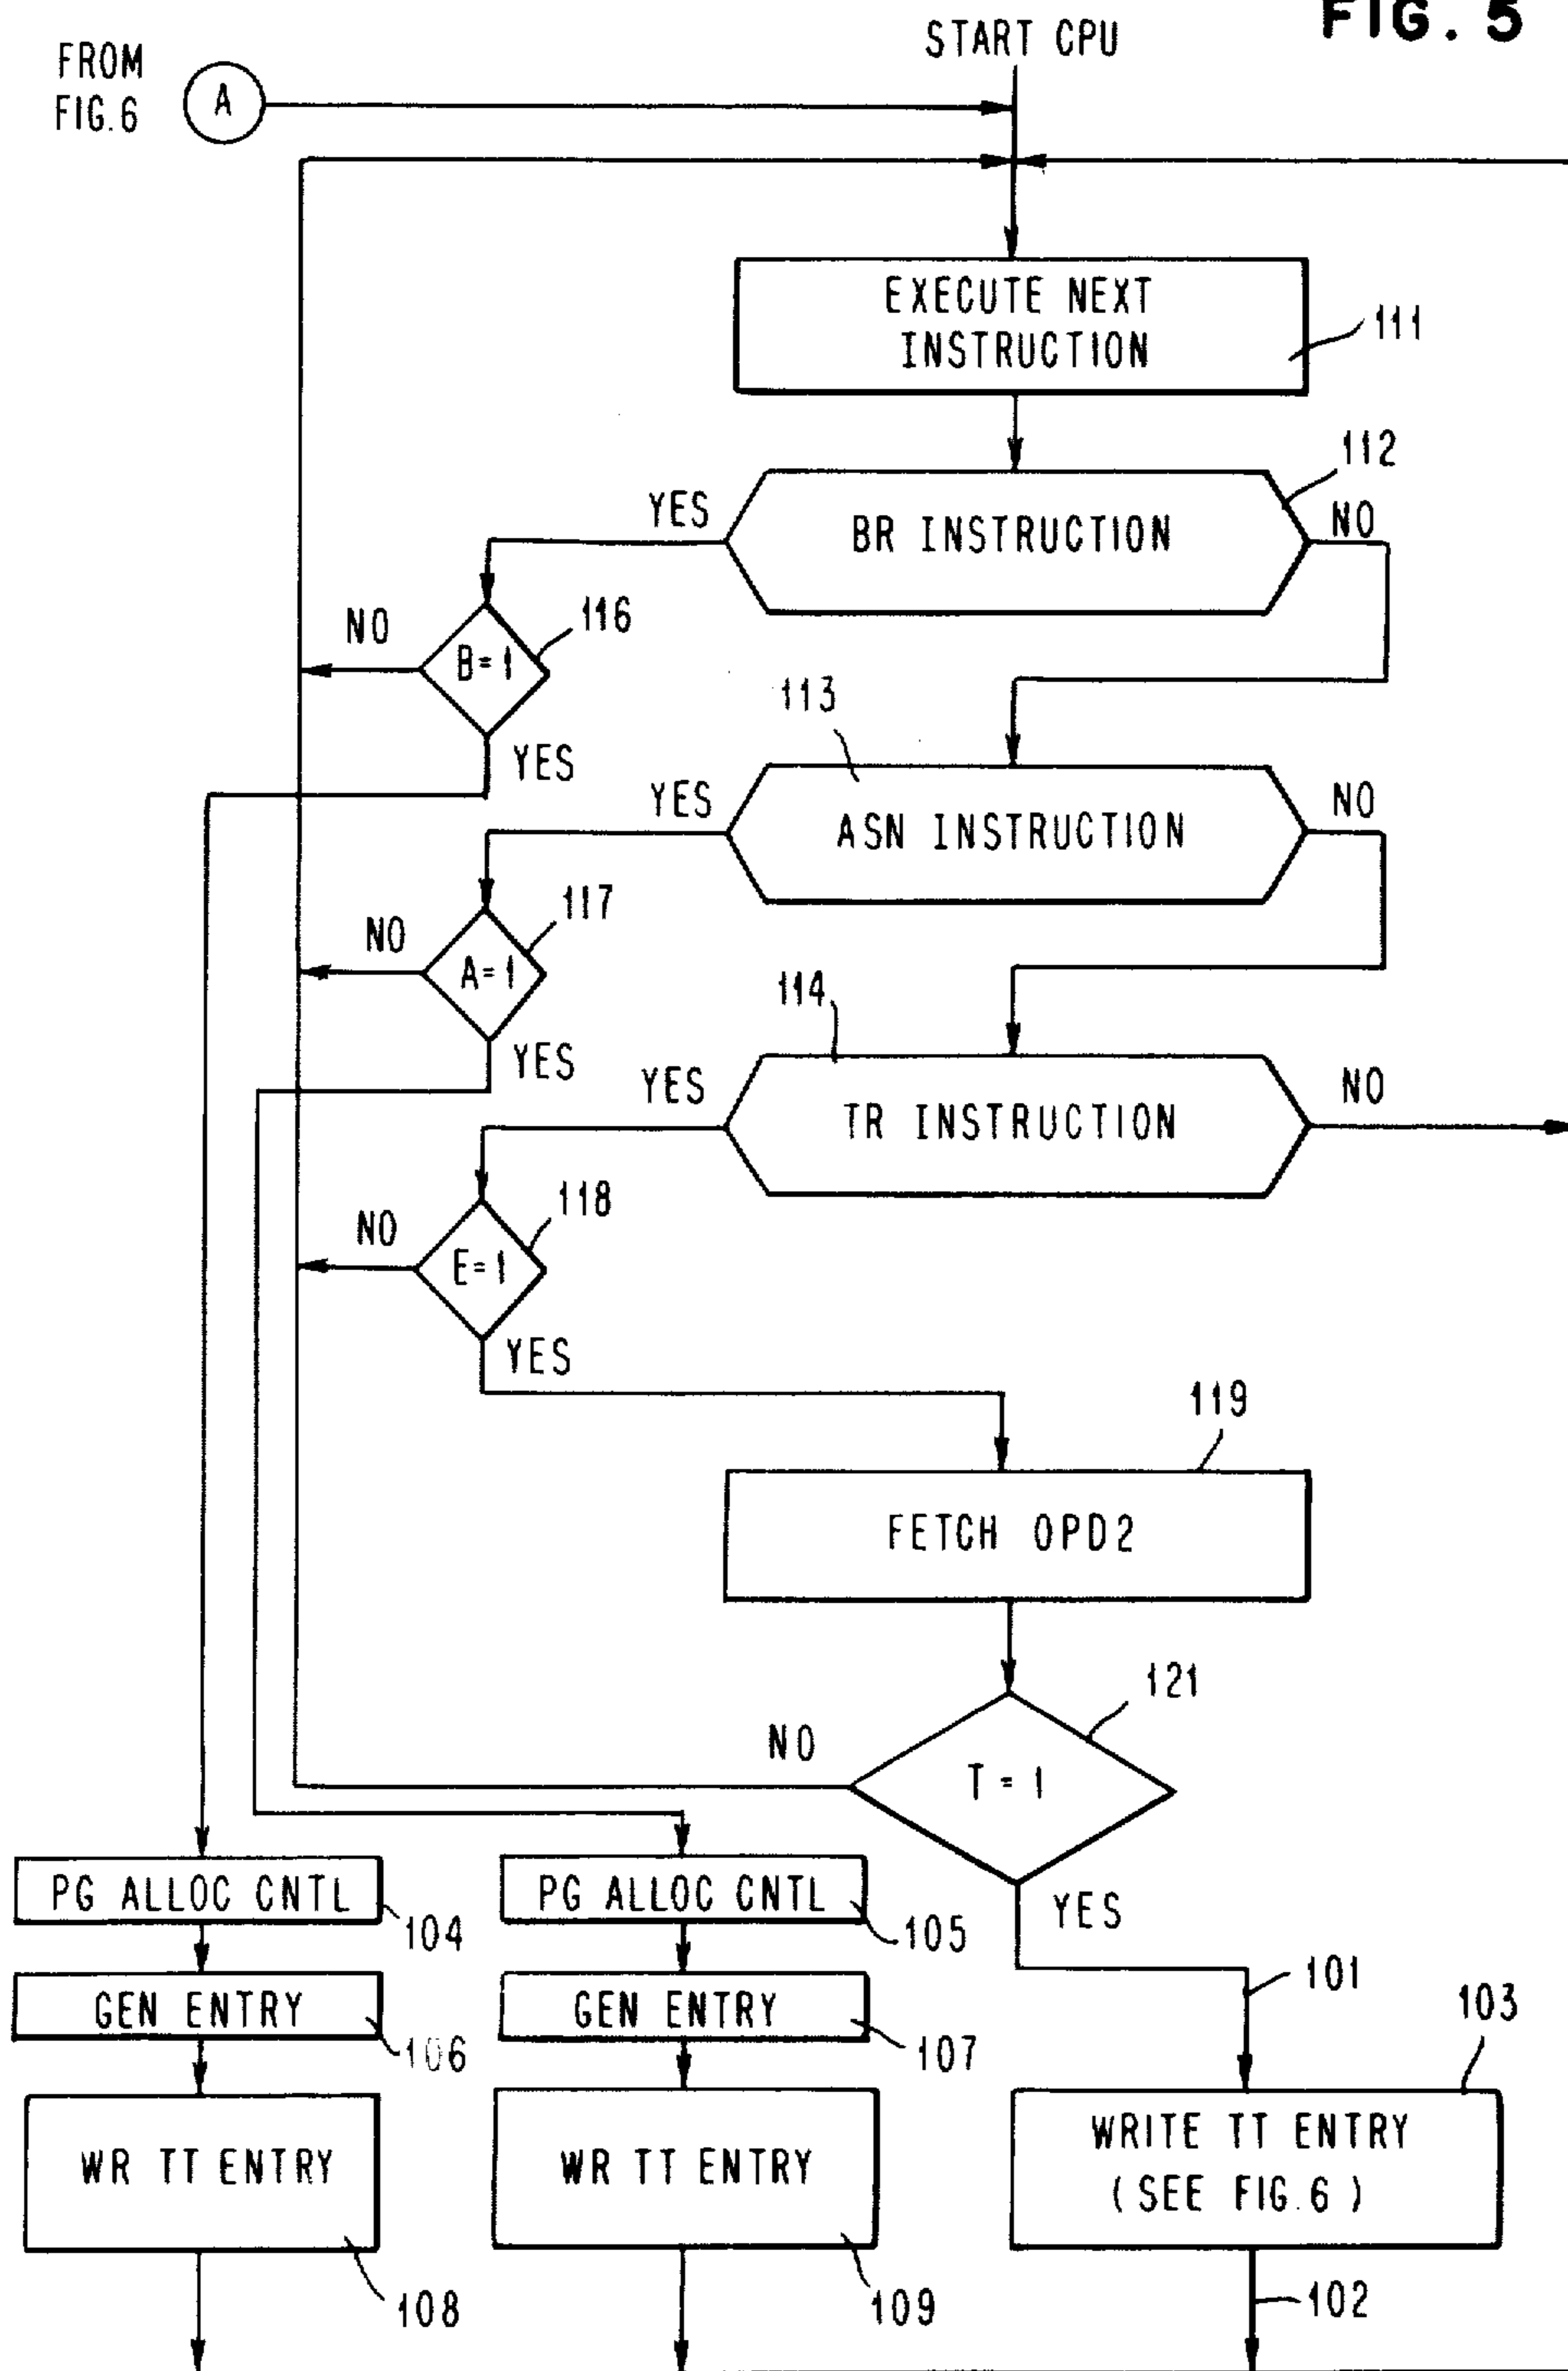 FIG. 5
START CPU
FROM
FIG. 6
A
EXECUTE NEXT
INSTRUCTION
111
112
YES
BR INSTRUCTION
NO
116
NO
B=1
113
YES
YES
ASN INSTRUCTION
NO
117
NO
A=1
114
YES
YES
TR INSTRUCTION
NO
118
NO
E=1
YES
119
FETCH OPD2
121
NO
T = 1
PG ALLOC CNTL
104
PG ALLOC CNTL
105
YES
101
103
GEN ENTRY
106
GEN ENTRY
107
WR TT ENTRY
108
WR TT ENTRY
109
WRITE TT ENTRY
(SEE FIG. 6)
102